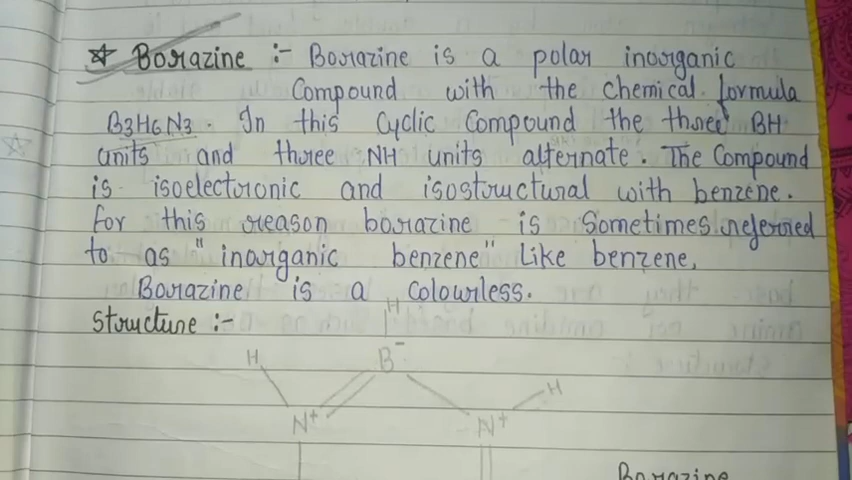 ☆ Borazine :- Borazine is a polar inorganic
Compound with the chemical formula
B3H6N3. In this Cyclic Compound the three BH
units and three NH units alternate. The Compound
is isoelectronic and isostructural with benzene.
for this reason borazine is Sometimes referred
to as "inorganic benzene" Like benzene,
Borazine is a Colourless.
Structure :-
H
H B⁻
H
N⁺ N⁺
Borazine